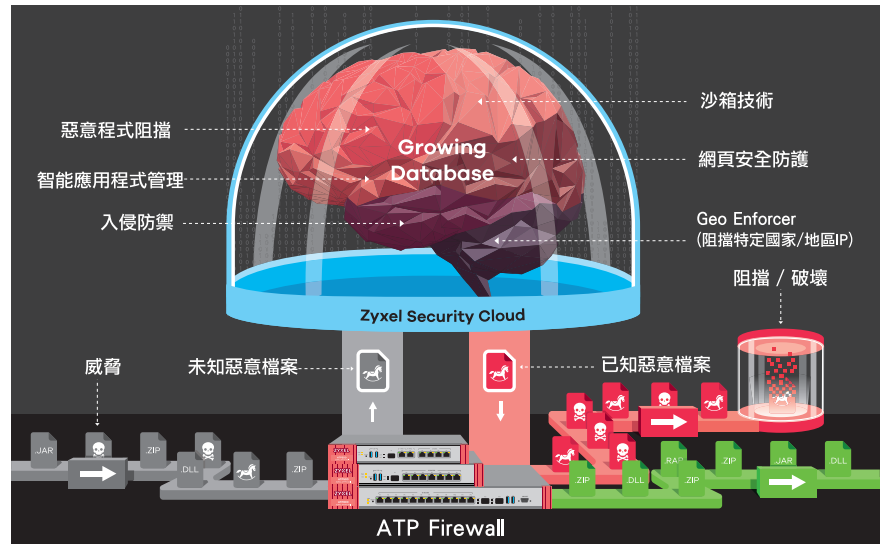 沙箱技術
惡意程式阻擋
Growing
Database
網頁安全防護
智能應用程式管理
入侵防禦
Geo Enforcer
(阻擋特定國家/地區IP)
阻擋 / 破壞
Zyxel Security Cloud
威脅
未知惡意檔案
已知惡意檔案
.JAR
.ZIP
.DLL
.ZIP
.ZIP
.DLL
.RAR
.ZIP
.ZIP
.JAR
.DLL
ZYXEL
ZYXEL
ZYXEL
ATP Firewall